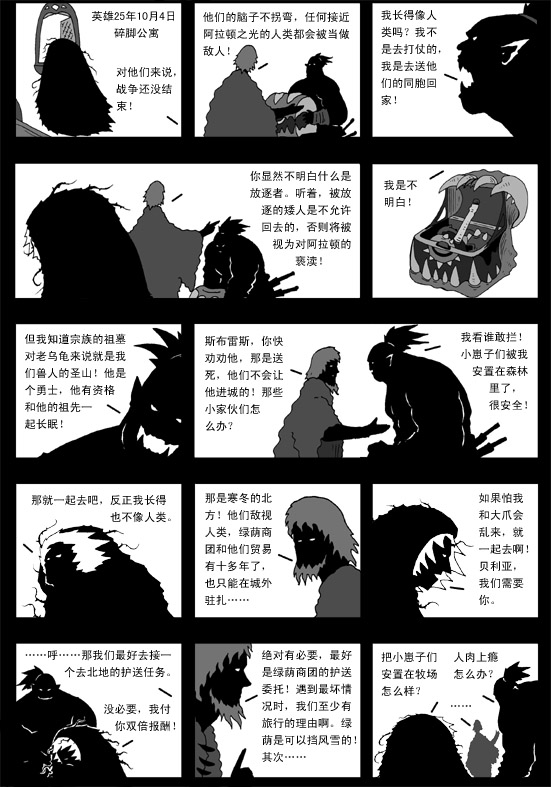 英雄25年10月4日
碎脚公寓
对他们来说，
战争还没结
束！
他们的脑子不拐弯，任何接近
阿拉顿之光的人类都会被当做
敌人！
我长得像人
类吗？我不
是去打仗的，
我是去送他
们的同胞回
家！
你显然不明白什么是
放逐者。听着，被放
逐的矮人是不允许
回去的，否则将被
视为对阿拉顿的
亵渎！
我是不
明白！
但我知道宗族的祖墓
对老乌龟来说就是我
们兽人的圣山！他是
个勇士，他有资格
和他的祖先一
起长眠！
斯布雷斯，你快
劝劝他，那是送
死，他们不会让
他进城的！那些
小家伙们怎
么办？
我看谁敢拦！
小崽子们被我
安置在森林
里了，
很安全！
那就一起去吧，反正我长得
也不像人类。
那是寒冬的北
方！他们敌视
人类，绿荫商
团和他们贸易
有十多年了，
也只能在城外
驻扎……
如果怕我
和大爪会
乱来，就
一起去啊！
贝利亚，
我们需要
你。
……呼……那我们最好去接一
个去北地的护送任务。
没必要，我付
你双倍报酬！
绝对有必要，最好
是绿荫商团的护送
委托！遇到最坏情
况时，我们至少有
旅行的理由啊。绿
荫是可以挡风雪的！
其次……
把小崽子们
安置在牧场
怎么样？
人肉上瘾
怎么办？
……